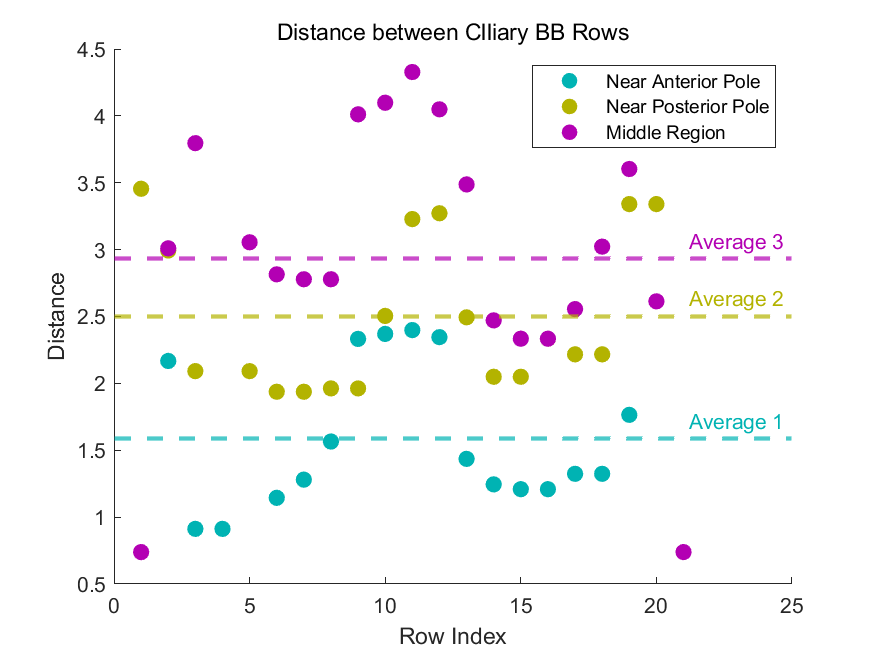 Distance between CIliary BB Rows
4.5
4
3.5
3
2.5
2
1.5
1
0.5
Distance
Near Anterior Pole
Near Posterior Pole
Middle Region
Average 3
Average 2
Average 1
0
5
10
15
20
25
Row Index